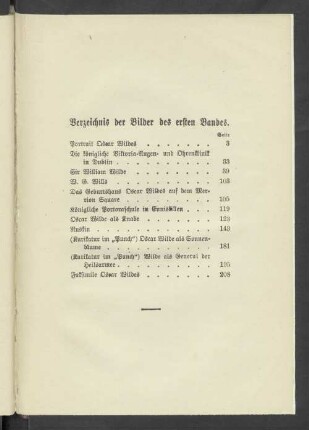 Verzeichnis der Bilder des ersten Bandes.
Seite
Portrait Oscar Wildes . . . . . . . 3
Die königliche Viktoria-Augen- und Ohrenklinik
in Dublin . . . . . . . . . . 33
Sir William Wilde . . . . . . . . 39
W. G. Wills . . . . . . . . . . 103
Das Geburtshaus Oscar Wildes auf dem Mer-
rion Square . . . . . . . . . 105
Königliche Portoraschule in Enniskillen . . . . 119
Oscar Wilde als Knabe . . . . . . . 129
Ruskin . . . . . . . . . . . 149
(Karikatur im „Punch“) Oscar Wilde als Sonnen-
blume . . . . . . . . . . . 181
(Karikatur im „Punch“) Wilde als General der
Heilsarmee . . . . . . . . . . 195
Faksimile Oscar Wildes . . . . . . . 208